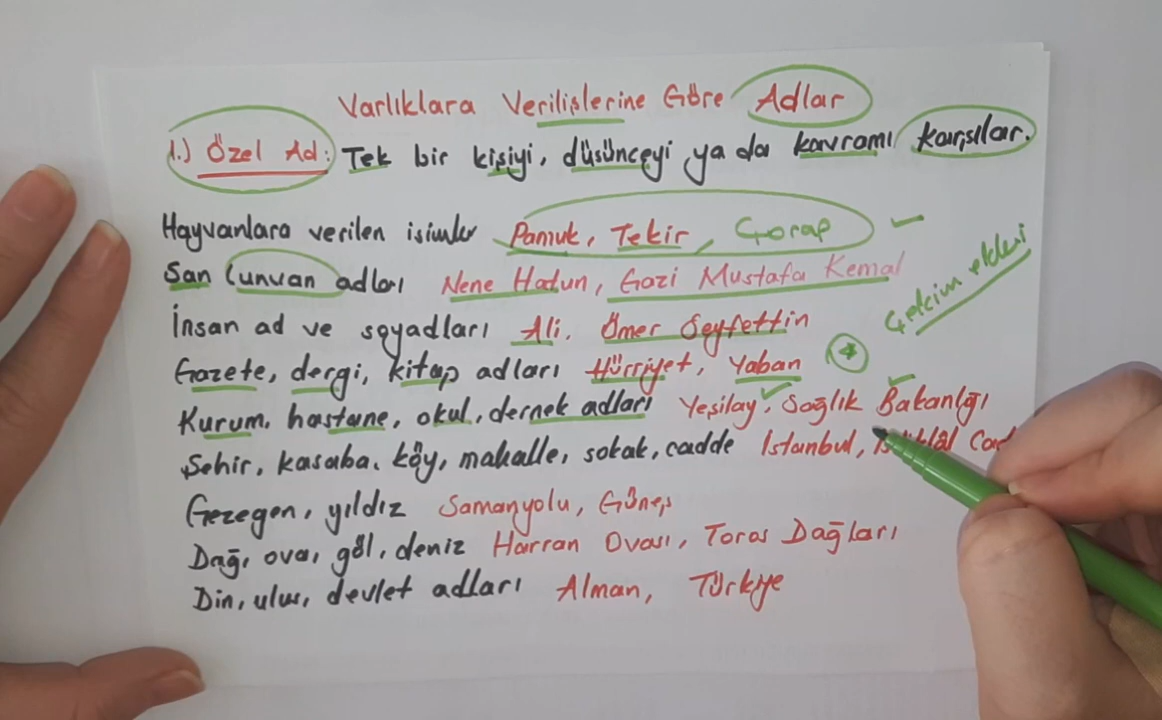 Varlıklara Verilişlerine Göre Adlar
1.) Özel Ad: Tek bir kişiyi, düşünceyi ya da kavramı karşılar.
Hayvanlara verilen isimler Pamuk, Tekir, Çorap
San (unvan adları Nene Hatun, Gazi Mustafa Kemal
İnsan ad ve soyadları Ali, Ömer Seyfettin
Çekim ekleri
Gazete, dergi, kitap adları Hürriyet, Yaban
Kurum, hastane, okul, dernek adları Yeşilay, Sağlık Bakanlığı
Şehir, kasaba, köy, mahalle, sokak, cadde İstanbul,
Gezegen, yıldız Samanyolu, Güneş
Dağı, ova, göl, deniz Harran Ovası, Toros Dağları
Din, ulus, devlet adları Alman, Türkiye